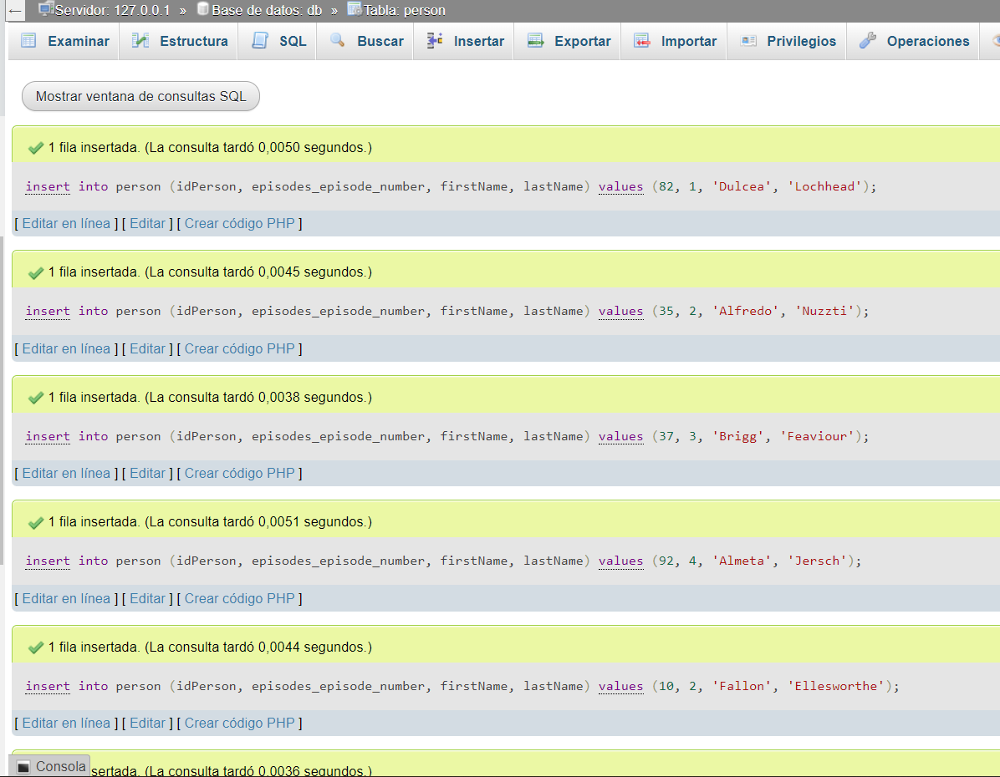 ← Servidor: 127.0.0.1 » Base de datos: db » Tabla: person
Examinar Estructura SQL Buscar Insertar Exportar Importar Privilegios Operaciones
Mostrar ventana de consultas SQL
1 fila insertada. (La consulta tardó 0,0050 segundos.)
insert into person (idPerson, episodes_episode_number, firstName, lastName) values (82, 1, 'Dulcea', 'Lochhead');
[ Editar en línea ] [ Editar ] [ Crear código PHP ]
1 fila insertada. (La consulta tardó 0,0045 segundos.)
insert into person (idPerson, episodes_episode_number, firstName, lastName) values (35, 2, 'Alfredo', 'Nuzzti');
[ Editar en línea ] [ Editar ] [ Crear código PHP ]
1 fila insertada. (La consulta tardó 0,0038 segundos.)
insert into person (idPerson, episodes_episode_number, firstName, lastName) values (37, 3, 'Brigg', 'Feaviour');
[ Editar en línea ] [ Editar ] [ Crear código PHP ]
1 fila insertada. (La consulta tardó 0,0051 segundos.)
insert into person (idPerson, episodes_episode_number, firstName, lastName) values (92, 4, 'Almeta', 'Jersch');
[ Editar en línea ] [ Editar ] [ Crear código PHP ]
1 fila insertada. (La consulta tardó 0,0044 segundos.)
insert into person (idPerson, episodes_episode_number, firstName, lastName) values (10, 2, 'Fallon', 'Ellesworthe');
[ Editar en línea ] [ Editar ] [ Crear código PHP ]
Consola sertada. (La consulta tardó 0,0036 segundos.)